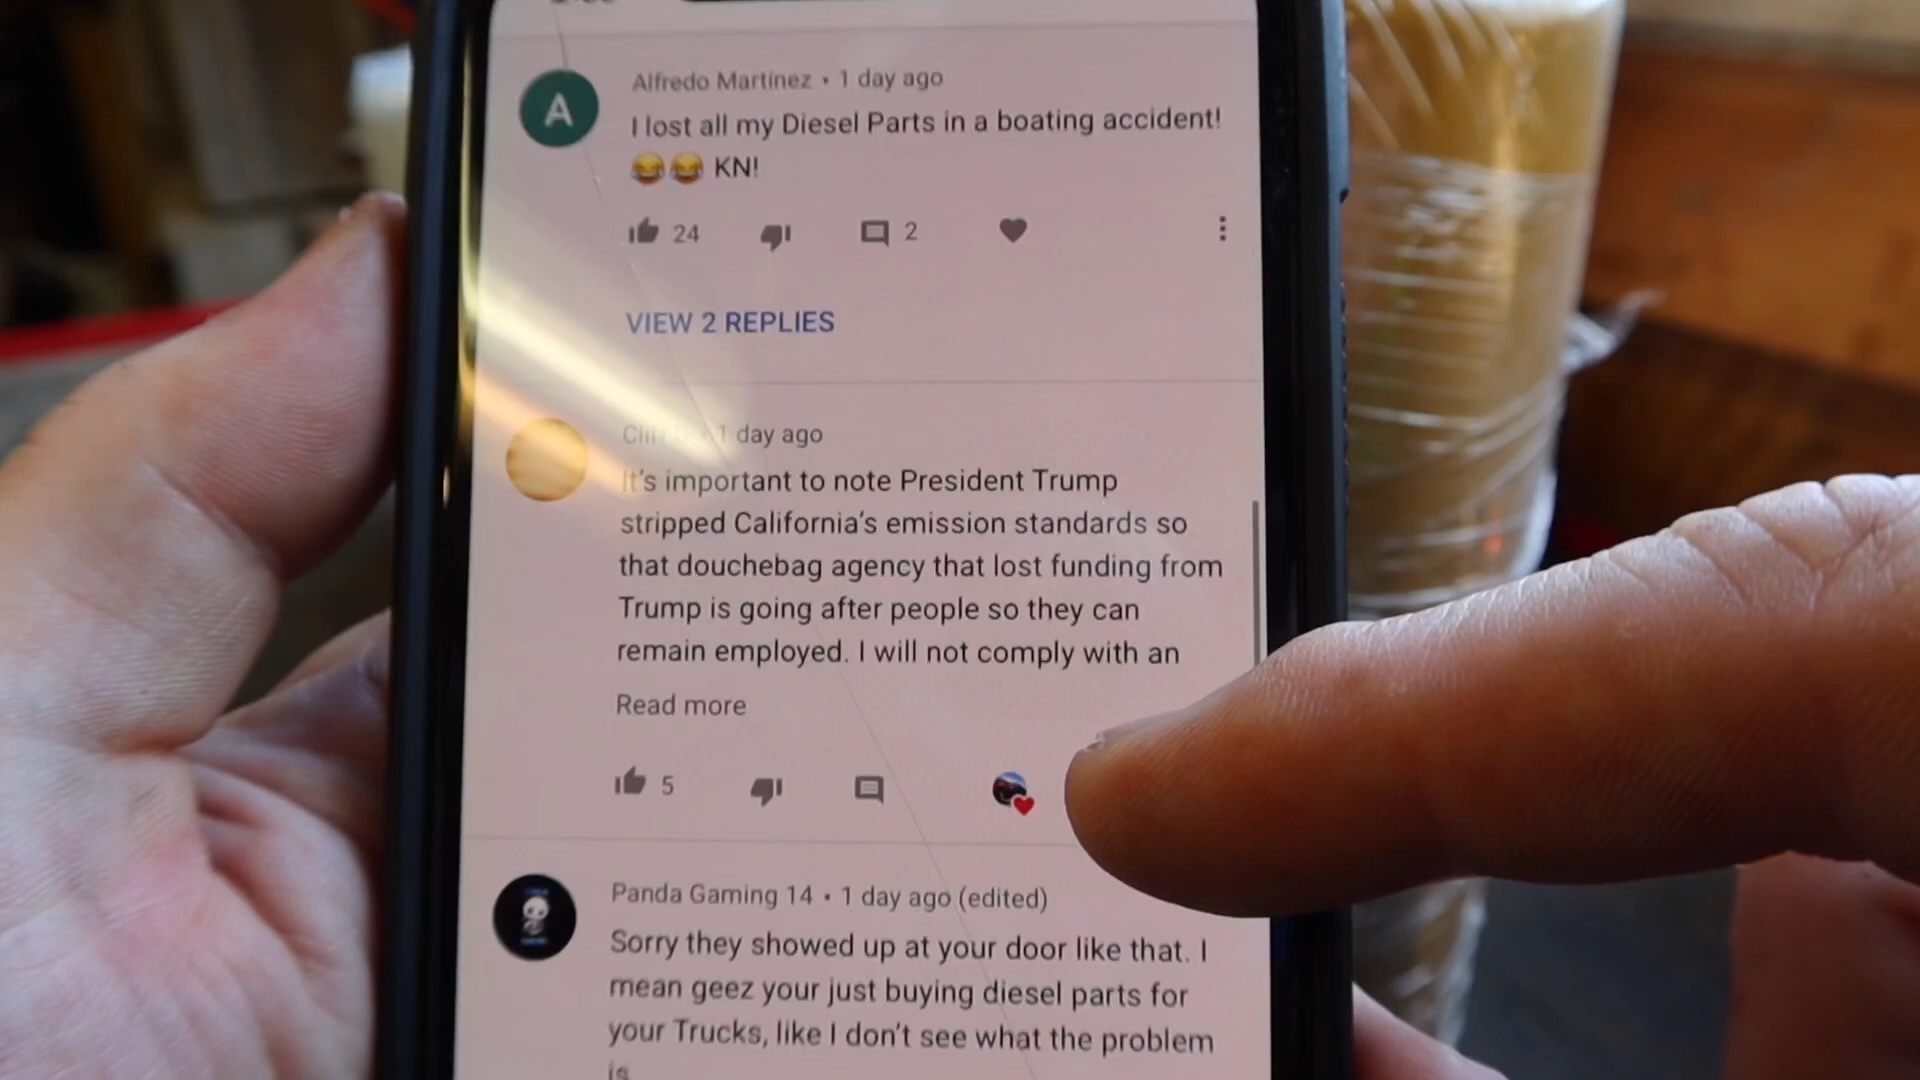 A
Alfredo Martinez • 1 day ago
I lost all my Diesel Parts in a boating accident!
😂😂 KN!
24
2
VIEW 2 REPLIES
• 1 day ago
It's important to note President Trump
stripped California's emission standards so
that douchebag agency that lost funding from
Trump is going after people so they can
remain employed. I will not comply with an
Read more
5
Panda Gaming 14 • 1 day ago (edited)
Sorry they showed up at your door like that. I
mean geez your just buying diesel parts for
your Trucks, like I don't see what the problem
is